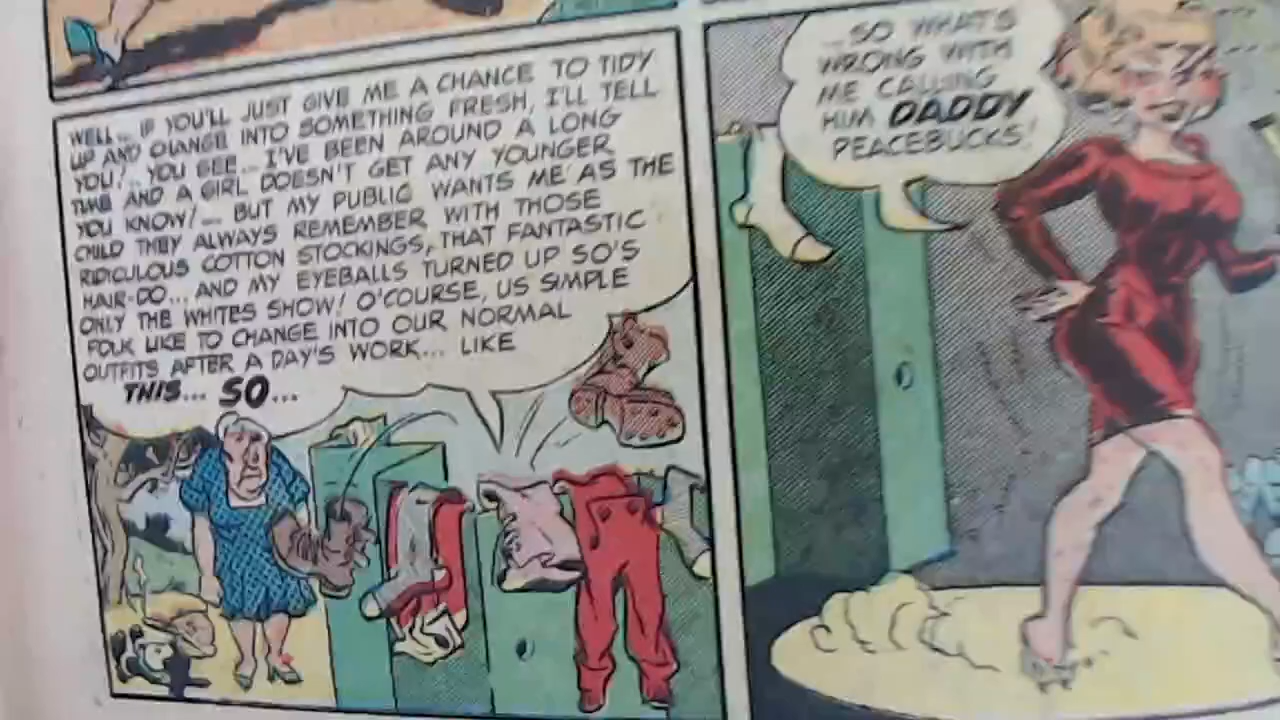 WELL... IF YOU'LL JUST GIVE ME A CHANCE TO TIDY
UP AND CHANGE INTO SOMETHING FRESH, I'LL TELL
YOU!.. YOU SEE... I'VE BEEN AROUND A LONG
TIME AND A GIRL DOESN'T GET ANY YOUNGER
YOU KNOW!... BUT MY PUBLIC WANTS ME AS THE
CHILD THEY ALWAYS REMEMBER WITH THOSE
RIDICULOUS COTTON STOCKINGS, THAT FANTASTIC
HAIR-DO... AND MY EYEBALLS TURNED UP SO'S
ONLY THE WHITES SHOW! O'COURSE, US SIMPLE
FOLK LIKE TO CHANGE INTO OUR NORMAL
OUTFITS AFTER A DAY'S WORK... LIKE
THIS... SO...
...SO WHAT'S
WRONG WITH
ME CALLING
HIM DADDY
PEACEBUCKS!